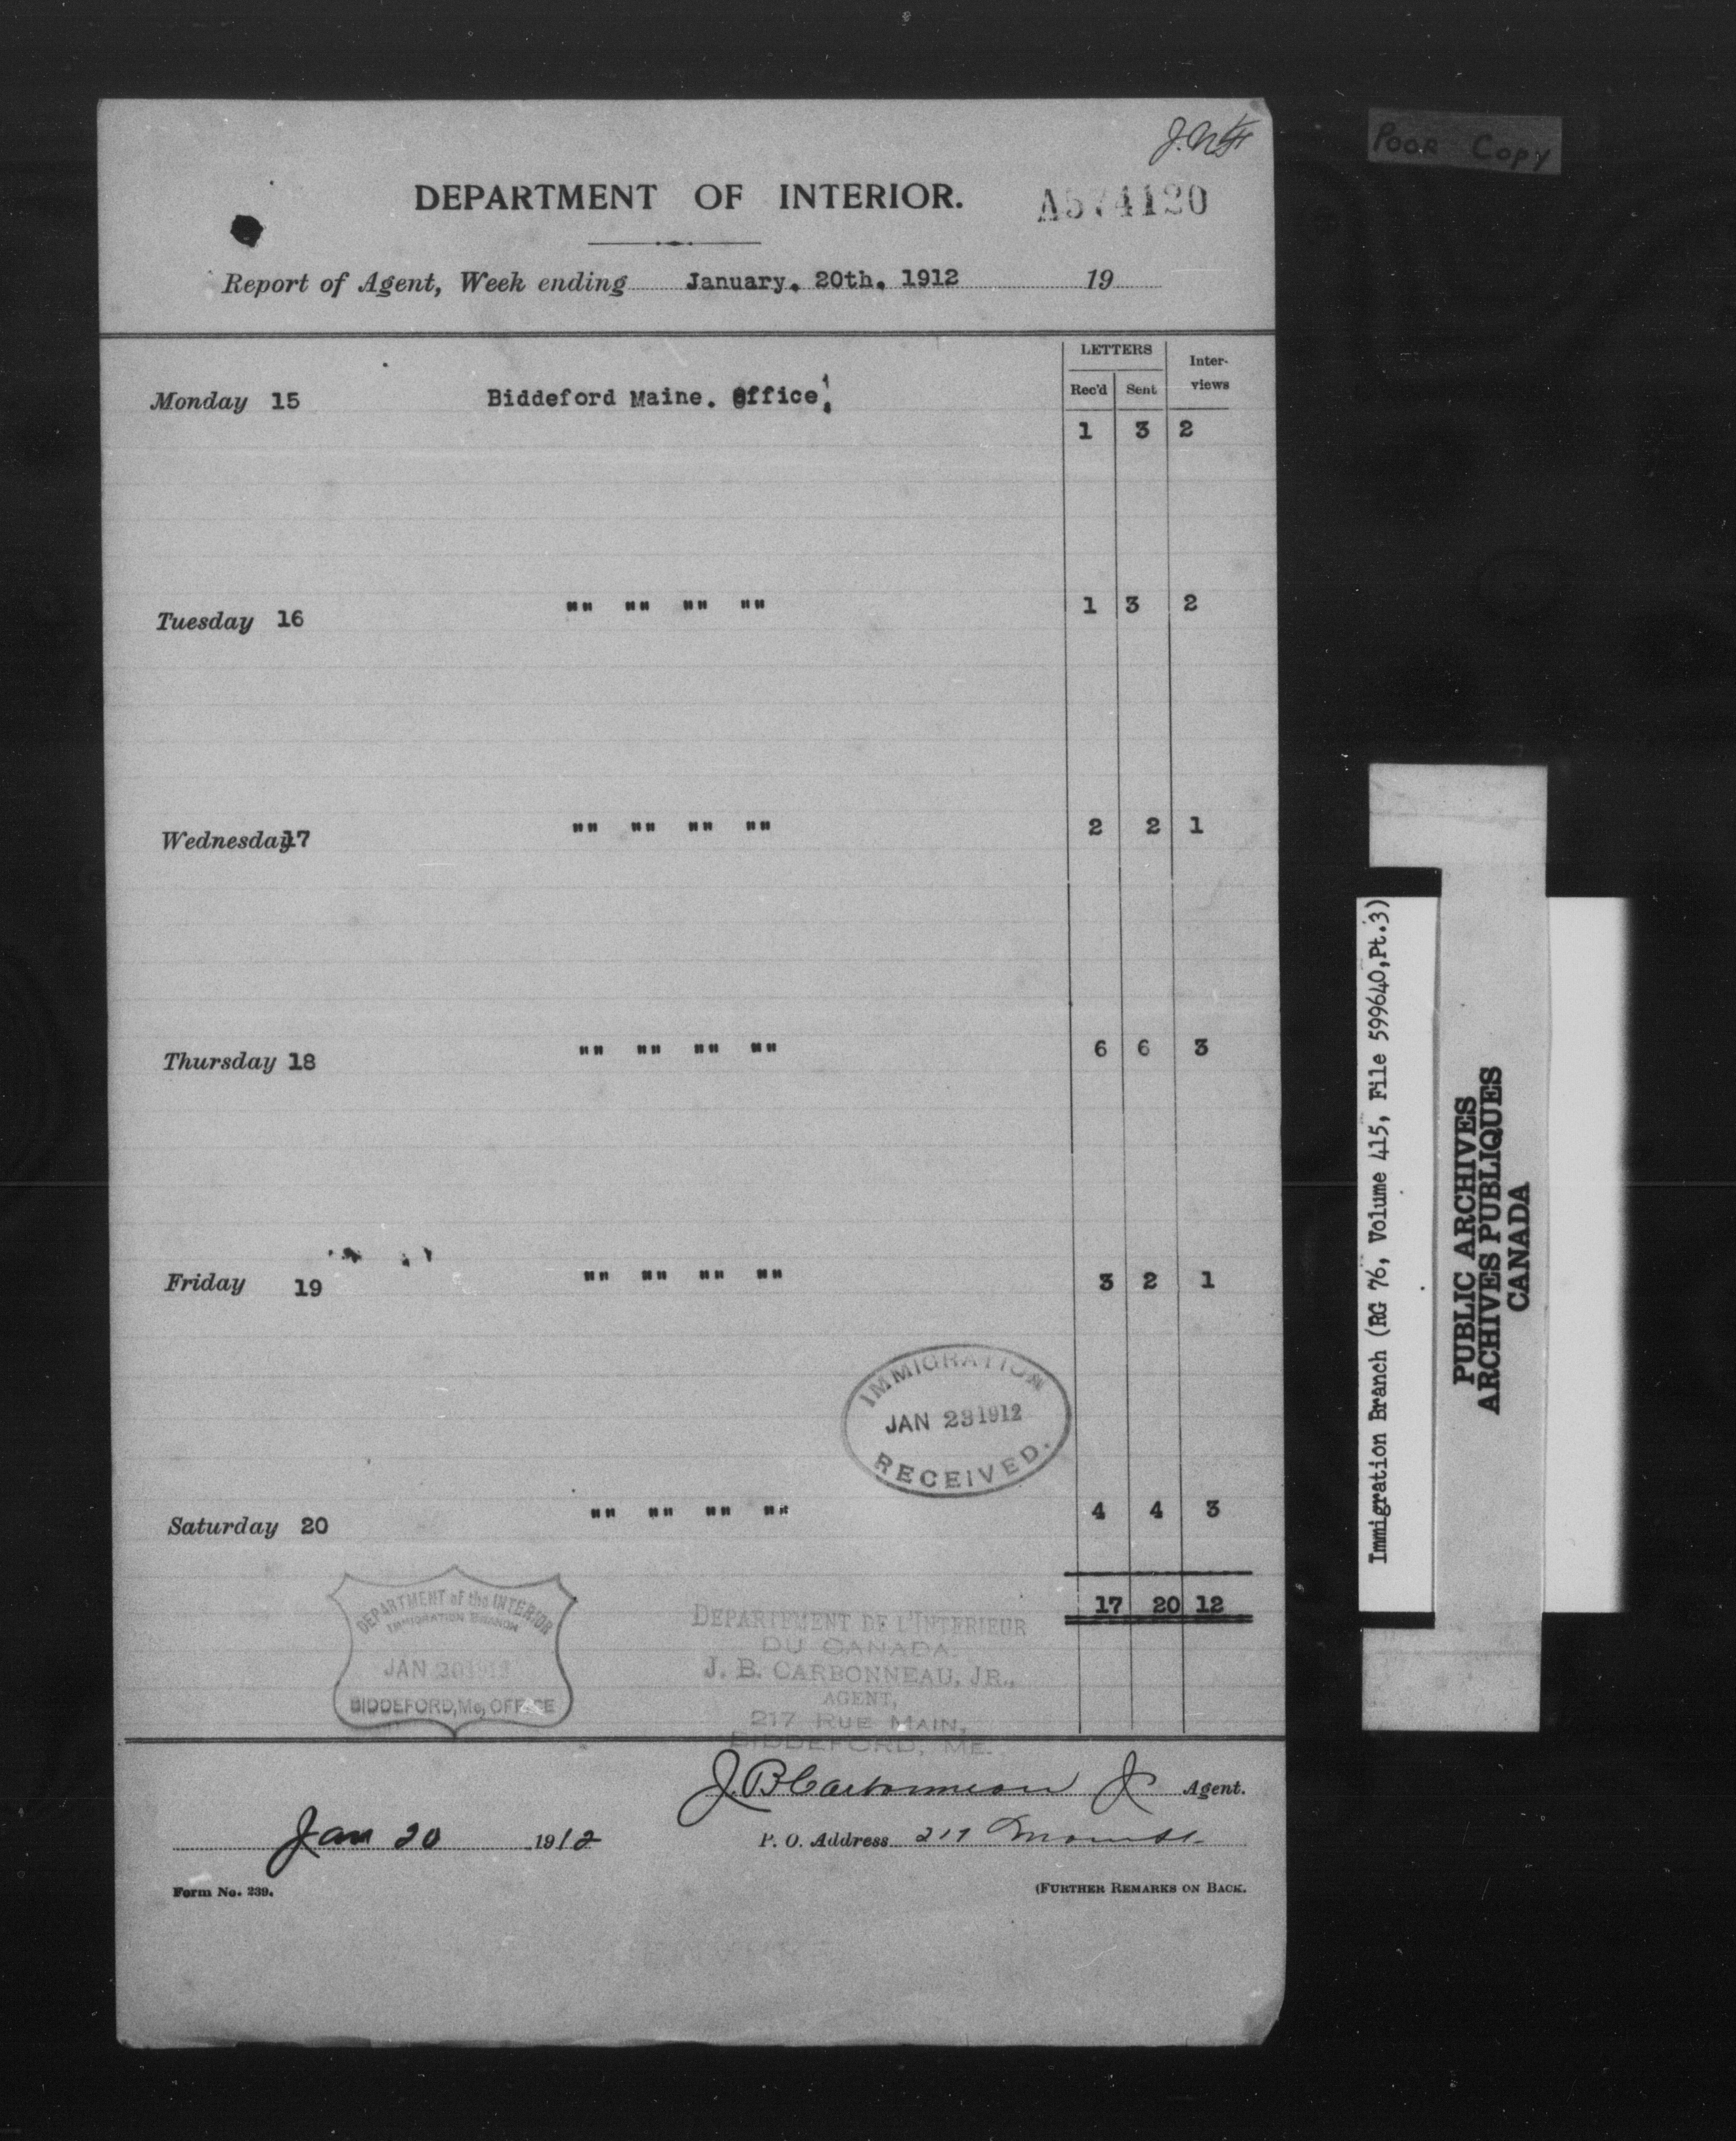 Poor Copy
DEPARTMENT OF INTERIOR.
A574120
Report of Agent, Week ending January. 20th. 1912 19
LETTERS
Inter-views
Rec'd Sent
Monday 15 Biddeford Maine. Office.
1 3 2
Tuesday 16 "" "" "" "" 1 3 2
Wednesday 17 "" "" "" "" 2 2 1
Thursday 18 "" "" "" "" 6 6 3
Friday 19 "" "" "" "" 3 2 1
IMMIGRATION
JAN 23 1912
RECEIVED.
Saturday 20 "" "" "" "" 4 4 3
17 20 12
DEPARTMENT of the INTERIOR
IMMIGRATION BRANCH
JAN 20 1912
BIDDEFORD, Me, OFFICE
DEPARTEMENT DE L'INTERIEUR
DU CANADA.
J. B. CARBONNEAU, JR.,
AGENT,
217 RUE MAIN,
BIDDEFORD, ME.
J. B Carbonneau Jr Agent.
Jan 20 1912
P. O. Address 217 Main St.
Form No. 239.
(FURTHER REMARKS ON BACK.
Immigration Branch (RG 76, Volume 415, File 599640,Pt.3)
PUBLIC ARCHIVES
ARCHIVES PUBLIQUES
CANADA